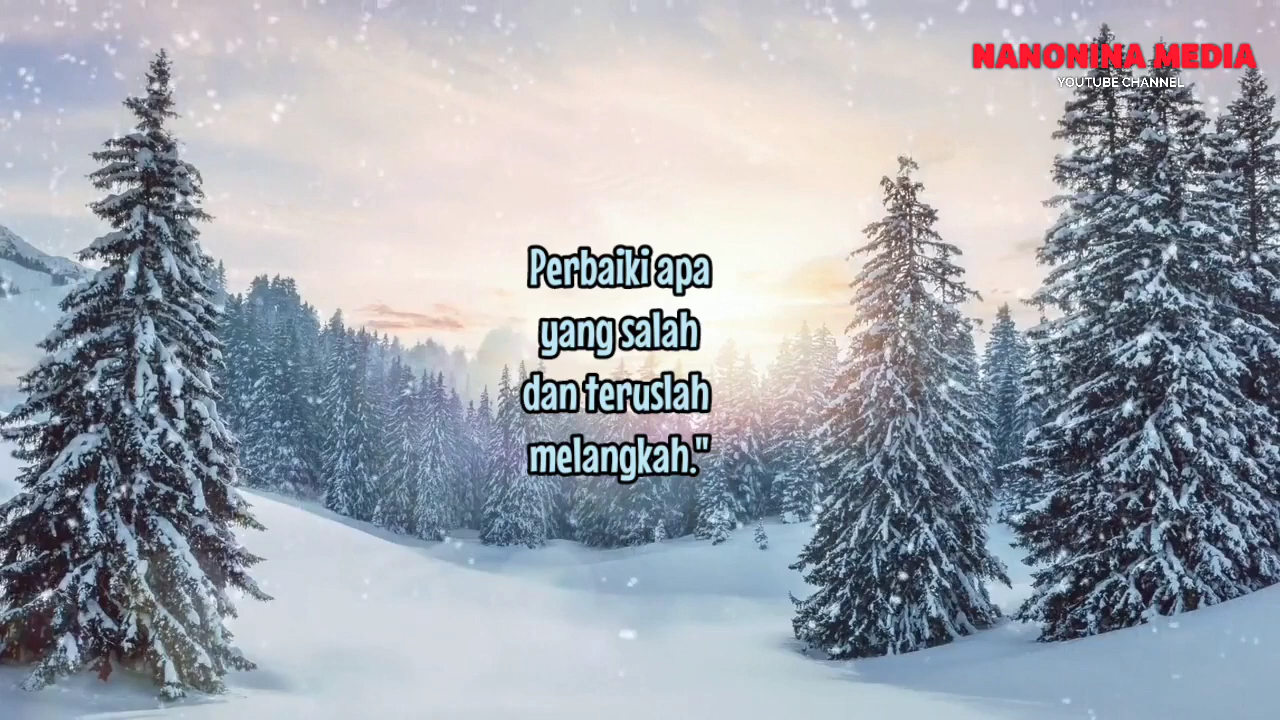 NANONINA MEDIA
YOUTUBE CHANNEL
Perbaiki apa
yang salah
dan teruslah
melangkah."